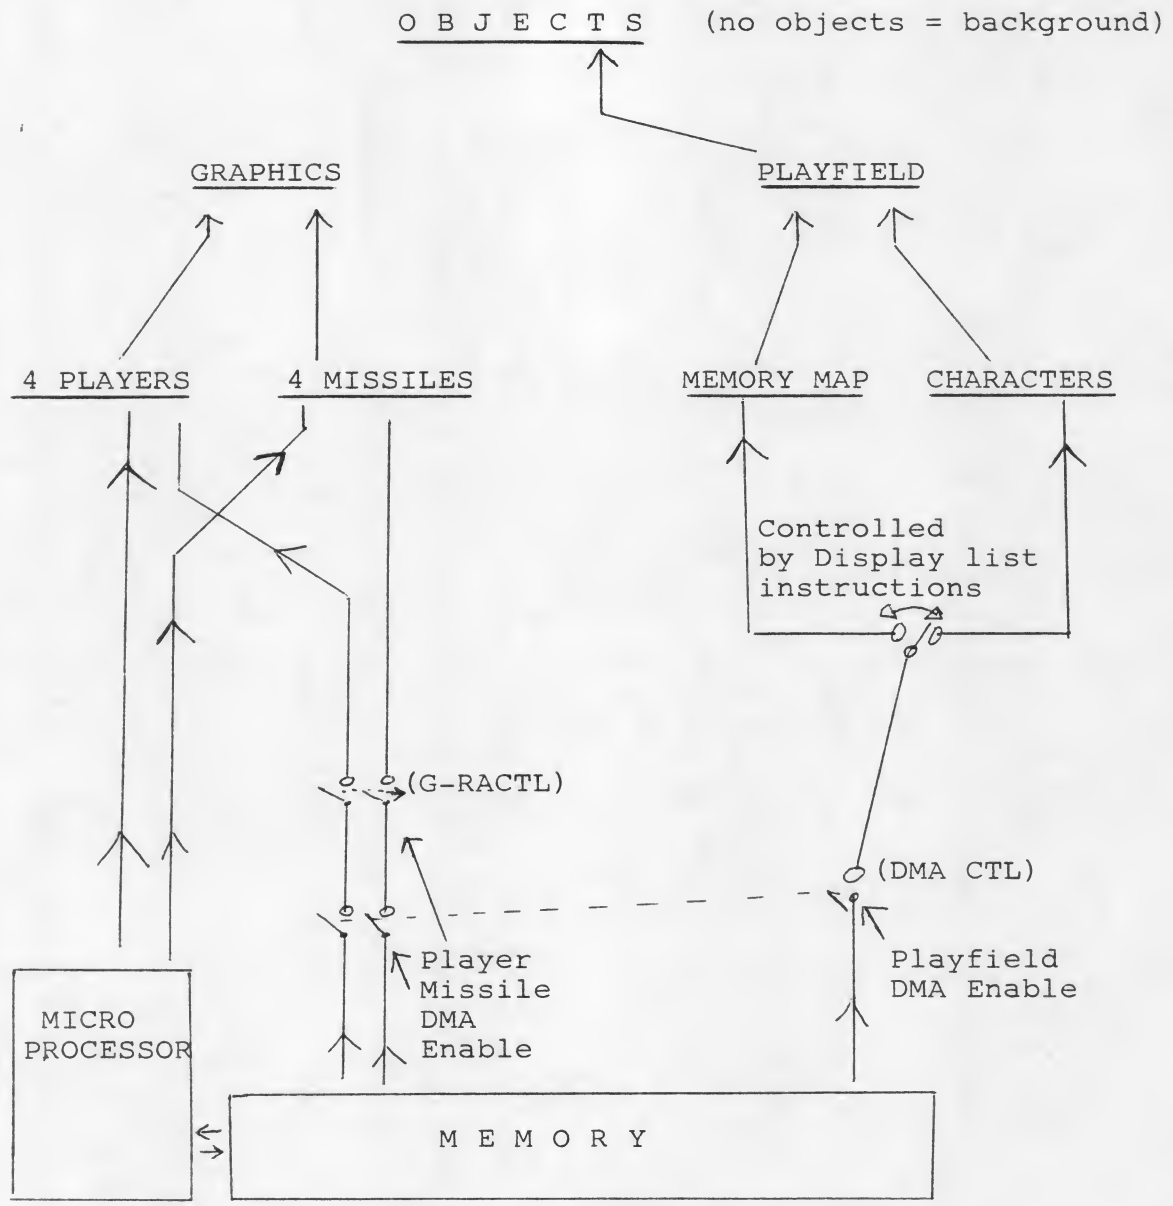 O B J E C T S (no objects = background)
GRAPHICS
PLAYFIELD
4 PLAYERS
4 MISSILES
MEMORY MAP
CHARACTERS
Controlled
by Display list
instructions
(G-RACTL)
(DMA CTL)
Player
Missile
DMA
Enable
Playfield
DMA Enable
MICRO
PROCESSOR
M E M O R Y